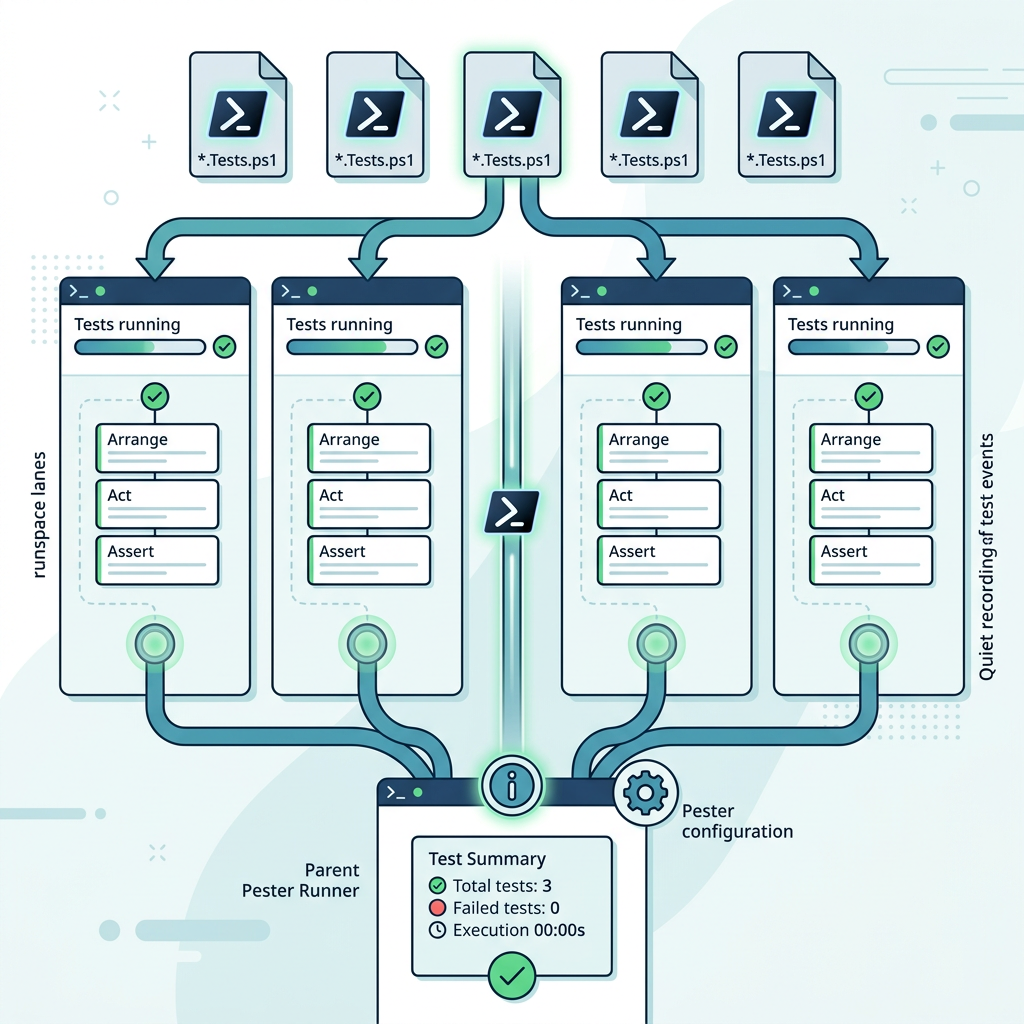 *.Tests.ps1
*.Tests.ps1
*.Tests.ps1
*.Tests.ps1
*.Tests.ps1
Tests running
Tests running
Tests running
Tests running
Arrange
Act
Assert
Arrange
Act
Assert
Arrange
Act
Assert
Arrange
Act
Assert
runspace lanes
Quiet recording of test events
Pester
configuration
Parent
Pester Runner
Test Summary
Total tests: 3
Failed tests: 0
Execution 00:00s